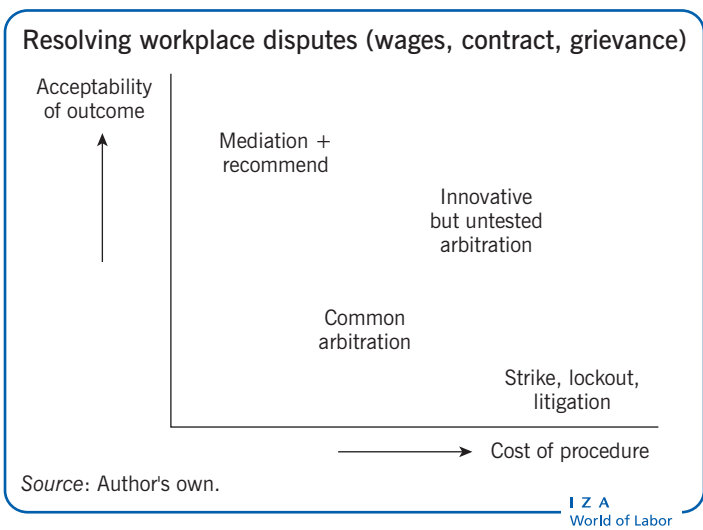 Resolving workplace disputes (wages, contract, grievance)
Acceptability
of outcome
Mediation +
recommend
Innovative
but untested
arbitration
Common
arbitration
Strike, lockout,
litigation
Cost of procedure
Source: Author's own.
I Z A
World of Labor